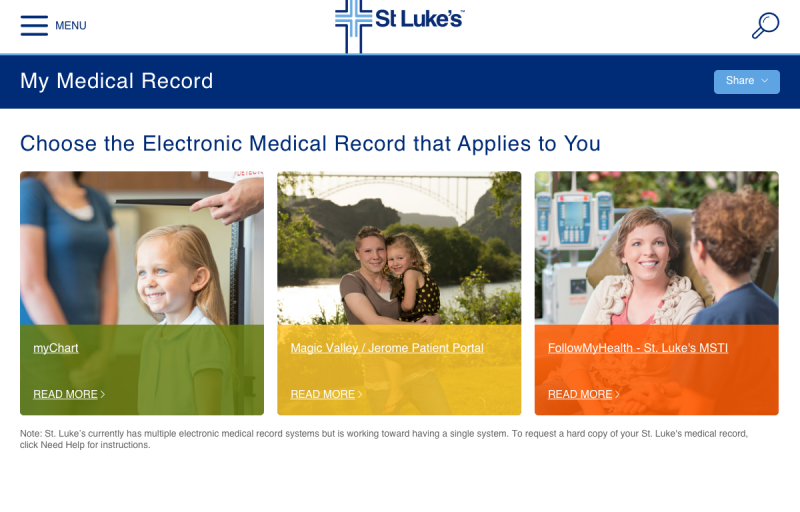 MENU
St Luke's™
My Medical Record
Share
Choose the Electronic Medical Record that Applies to You
myChart
READ MORE
Magic Valley / Jerome Patient Portal
READ MORE
FollowMyHealth - St. Luke's MSTI
READ MORE
Note: St. Luke's currently has multiple electronic medical record systems but is working toward having a single system. To request a hard copy of your St. Luke's medical record,
click Need Help for instructions.